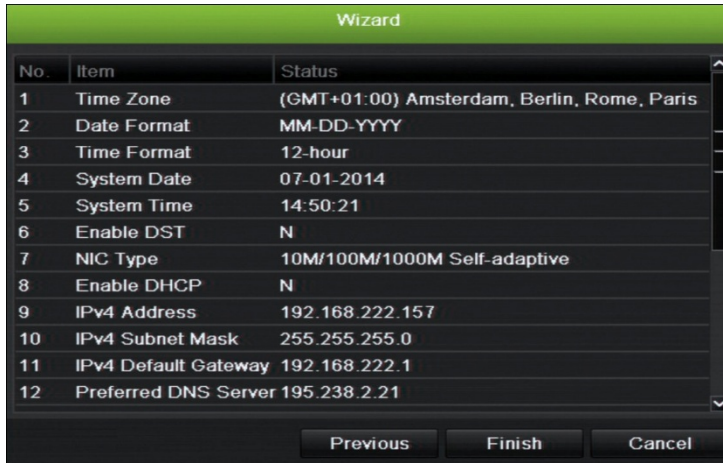 Wizard
No. Item Status
1 Time Zone (GMT+01:00) Amsterdam, Berlin, Rome, Paris
2 Date Format MM-DD-YYYY
3 Time Format 12-hour
4 System Date 07-01-2014
5 System Time 14:50:21
6 Enable DST N
7 NIC Type 10M/100M/1000M Self-adaptive
8 Enable DHCP N
9 IPv4 Address 192.168.222.157
10 IPv4 Subnet Mask 255.255.255.0
11 IPv4 Default Gateway 192.168.222.1
12 Preferred DNS Server 195.238.2.21
Previous Finish Cancel